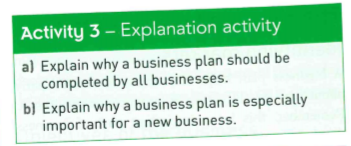 Activity 3 – Explanation activity
a) Explain why a business plan should be
completed by all businesses.
b) Explain why a business plan is especially
important for a new business.